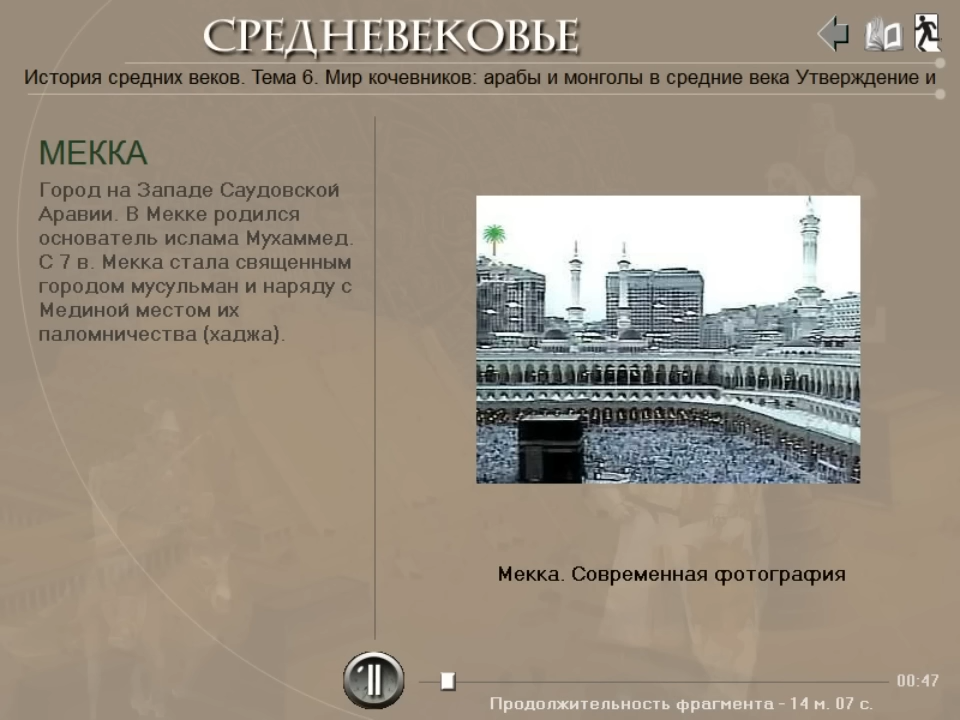 СРЕДНЕВЕКОВЬЕ
История средних веков. Тема 6. Мир кочевников: арабы и монголы в средние века Утверждение и
МЕККА
Город на Западе Саудовской
Аравии. В Мекке родился
основатель ислама Мухаммед.
С 7 в. Мекка стала священным
городом мусульман и наряду с
Мединой местом их
паломничества (хаджа).
Мекка. Современная фотография
00:47
Продолжительность фрагмента - 14 м. 07 с.